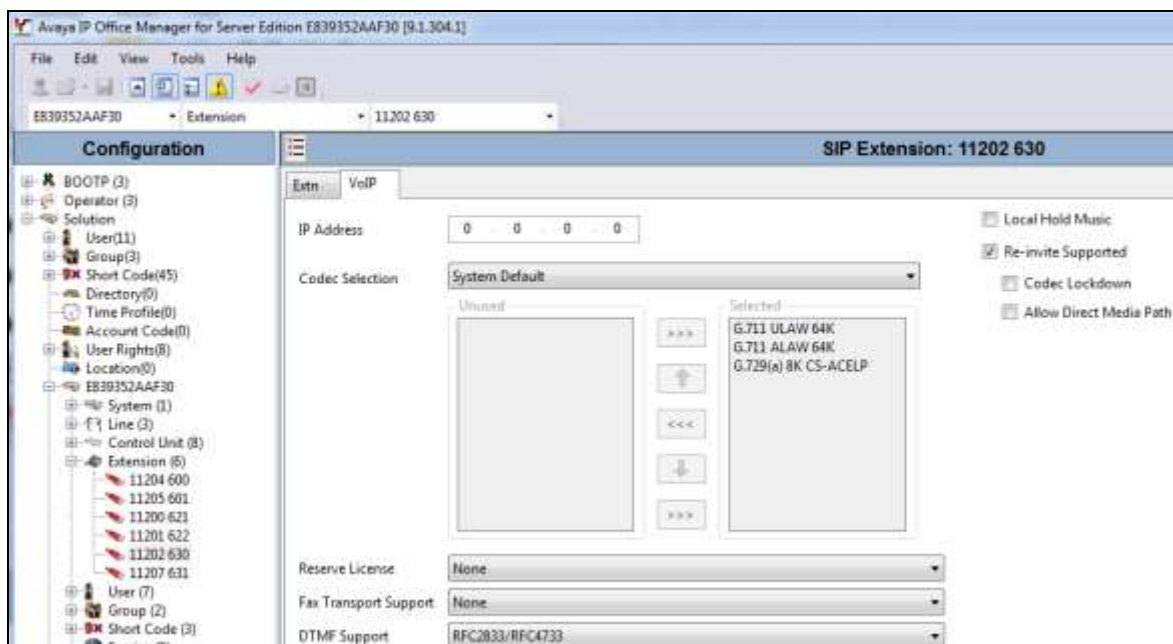 Avaya IP Office Manager for Server Edition E839352AAF30 [9.1.304.1]
File Edit View Tools Help
E839352AAF30 Extension 11202 630
Configuration
SIP Extension: 11202 630
BOOTP (3)
Operator (3)
Solution
User(11)
Group(3)
Short Code(45)
Directory(0)
Time Profile(0)
Account Code(0)
User Rights(8)
Location(0)
E839352AAF30
System (1)
Line (3)
Control Unit (8)
Extension (6)
11204 600
11205 601
11200 621
11201 622
11202 630
11207 631
User (7)
Group (2)
Short Code (3)
Extn VoIP
IP Address 0 . 0 . 0 . 0
Codec Selection System Default
Unused
Selected
>>>
<<<
>>>
G.711 ULAW 64K
G.711 ALAW 64K
G.729(a) 8K CS-ACELP
Reserve License None
Fax Transport Support None
DTMF Support RFC2833/RFC4733
Local Hold Music
Re-invite Supported
Codec Lockdown
Allow Direct Media Path